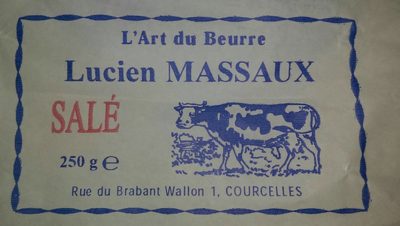 L'Art du Beurre
Lucien MASSAUX
SALÉ
250 g ℮
Rue du Brabant Wallon 1, COURCELLES